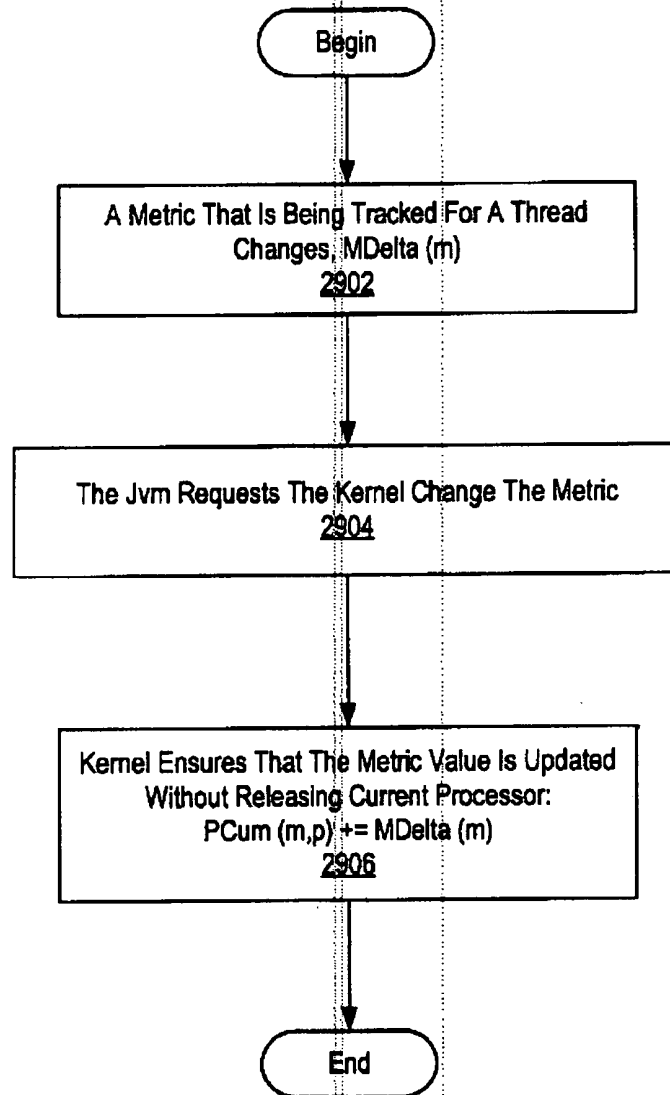 Begin
A Metric That Is Being Tracked For A Thread
Changes, MDelta (m)
2902
The Jvm Requests The Kernel Change The Metric
2904
Kernel Ensures That The Metric Value Is Updated
Without Releasing Current Processor:
PCum (m,p) += MDelta (m)
2906
End